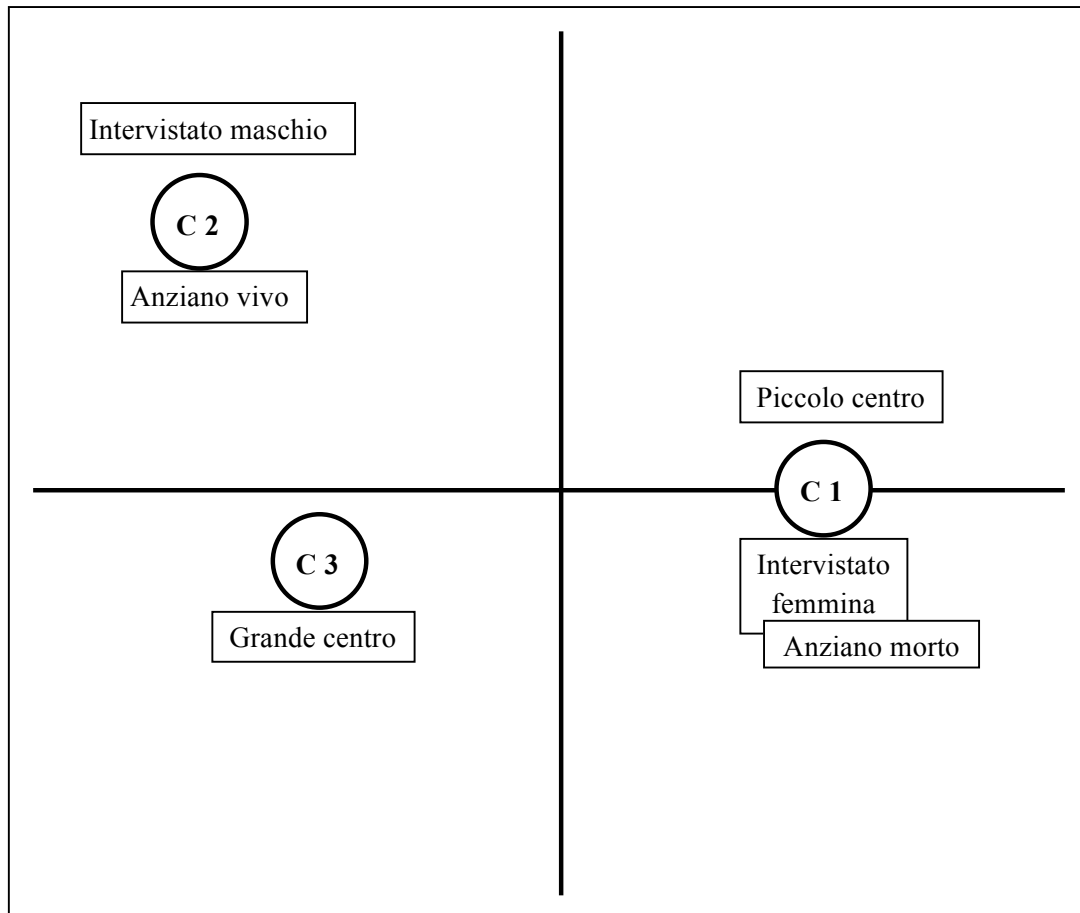 Intervistato maschio
C 2
Anziano vivo
Piccolo centro
C 1
C 3
Intervistato
femmina
Grande centro
Anziano morto